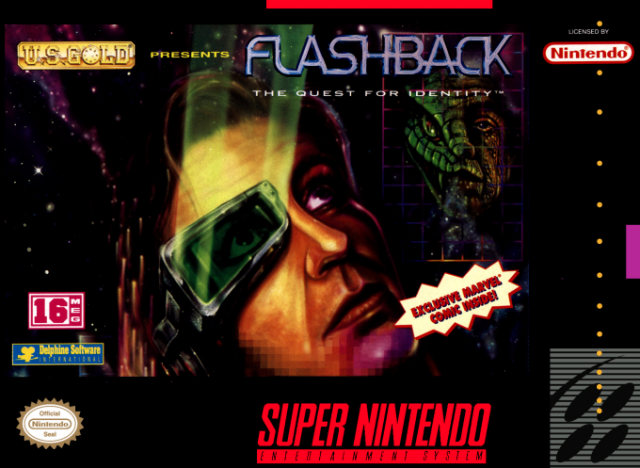 LICENSED BY
Nintendo
U.S. GOLD
PRESENTS
FLASHBACK
THE QUEST FOR IDENTITY™
EXCLUSIVE MARVEL
COMIC INSIDE!
16 MEG
Delphine Software
INTERNATIONAL
Official
Nintendo
Seal
SUPER NINTENDO
ENTERTAINMENT SYSTEM